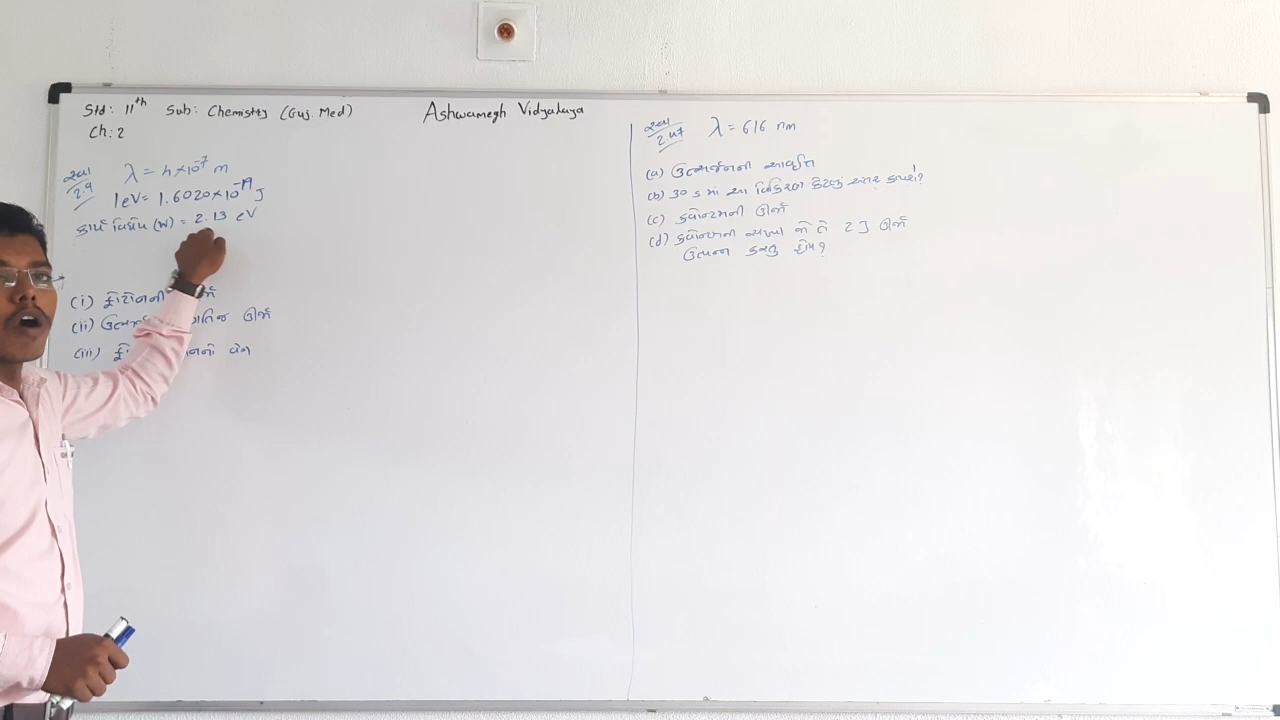 Std: 11th Sub: Chemistry (Guj. Med) Ashwamegh Vidyalaya
Ch: 2
સ્વા 2.9
λ = 4×10⁻⁷ m
1eV = 1.6020×10⁻¹⁹ J
કાર્ય વિધેય (W) = 2.13 eV
(i) ફોટોનની
(ii) ગતિજ ઊર્જા
(iii) વેગ
સ્વા 2.47
λ = 616 nm
(a) ઉત્સર્જનની આવૃત્તિ
(b) 30 s માં આ વિકિરણ કેટલું અંતર કાપશે?
(c) ક્વોન્ટમની ઊર્જા
(d) ક્વોન્ટમની સંખ્યા જો તે 2 J ઊર્જા
ઉત્પન્ન કરતુ હોય?